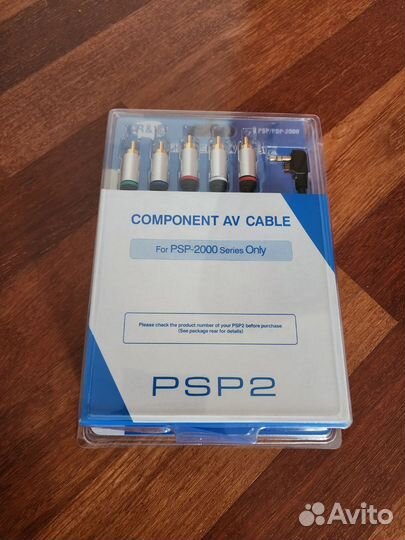 PSP/PSP-2000
COMPONENT AV CABLE
For PSP-2000 Series Only
Please check the product number of your PSP2 before purchase
(See package rear for details)
PSP2
Avito